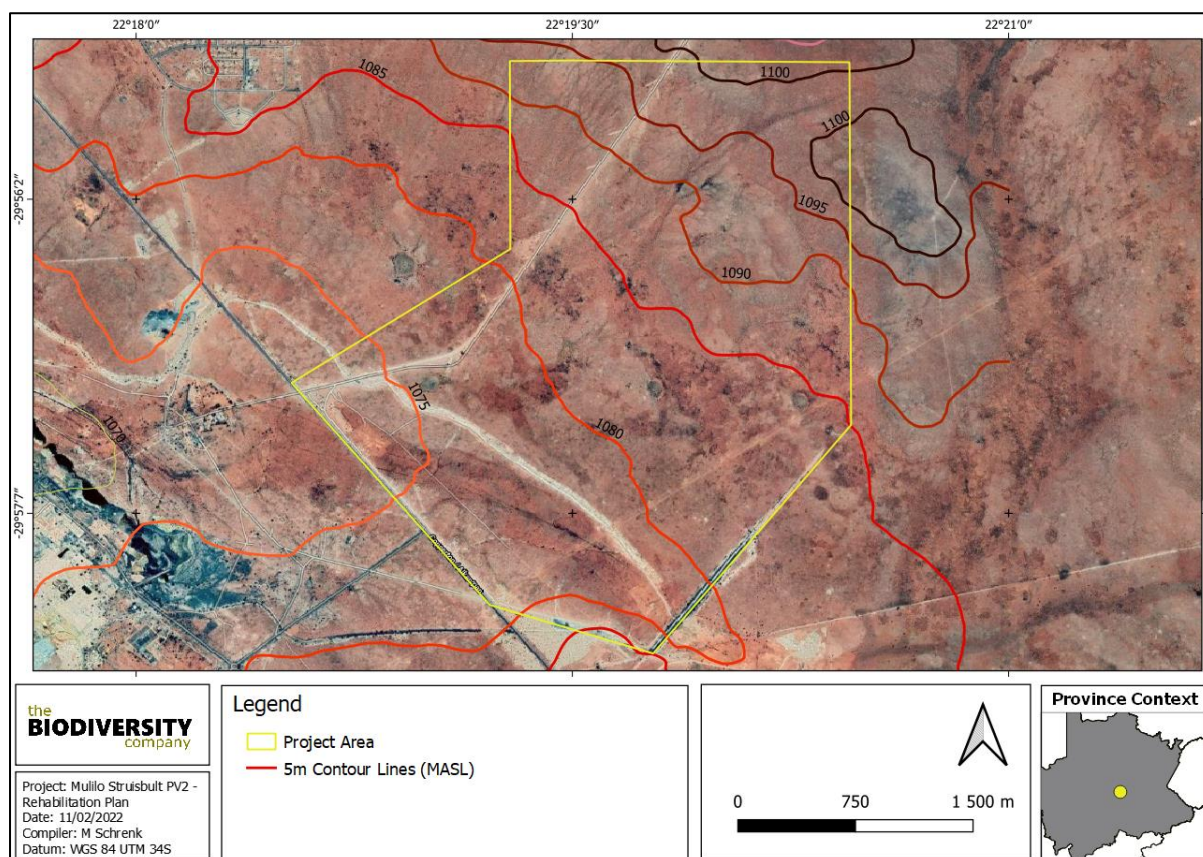 22°18'0"
22°19'30"
22°21'0"
1085
1100
1100
-29°56'2"
1095
1090
1075
1080
1070
-29°57'7"
the
BIODIVERSITY
company
Project: Mulilo Struisbult PV2 -
Rehabilitation Plan
Date: 11/02/2022
Compiler: M Schrenk
Datum: WGS 84 UTM 34S
Legend
Project Area
5m Contour Lines (MASL)
0 750 1 500 m
Province Context